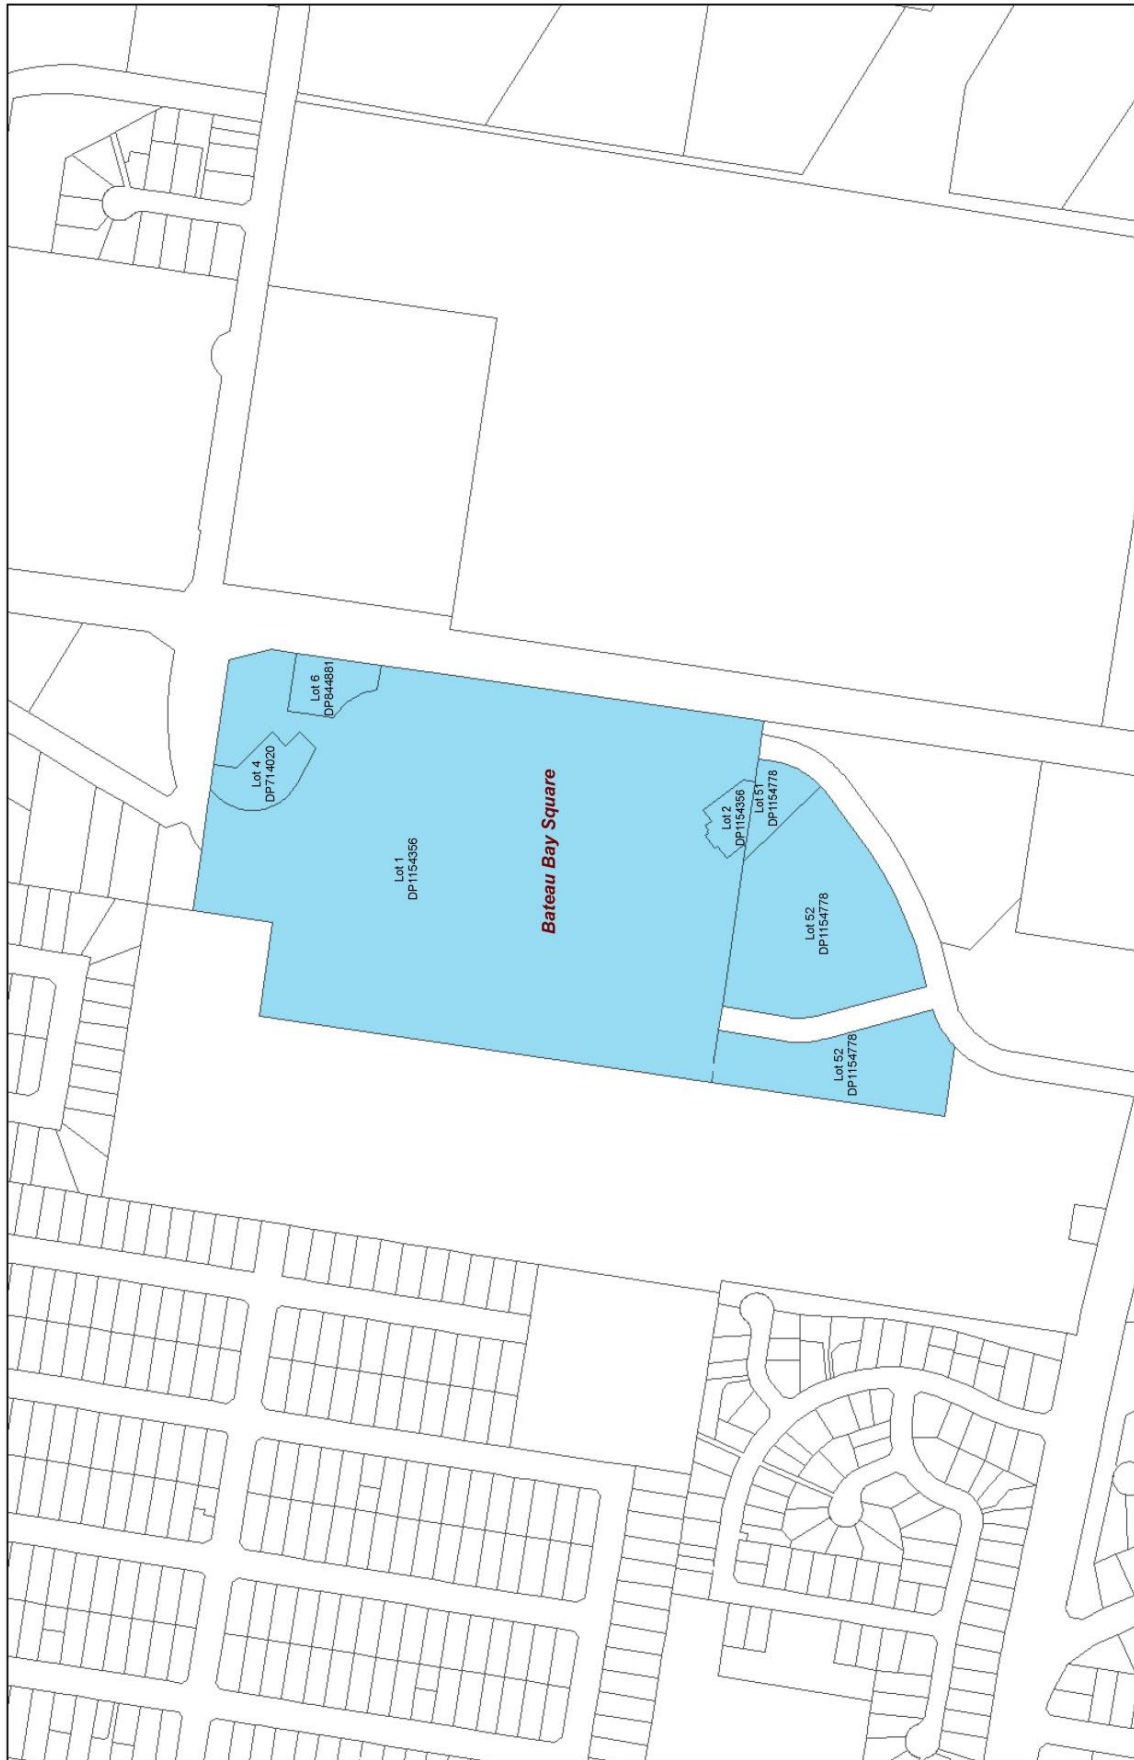 Lot 6
DP844881
Lot 4
DP714020
Lot 1
DP1154356
Bateau Bay Square
Lot 2
DP1154356
Lot 51
DP1154778
Lot 52
DP1154778
Lot 52
DP1154778